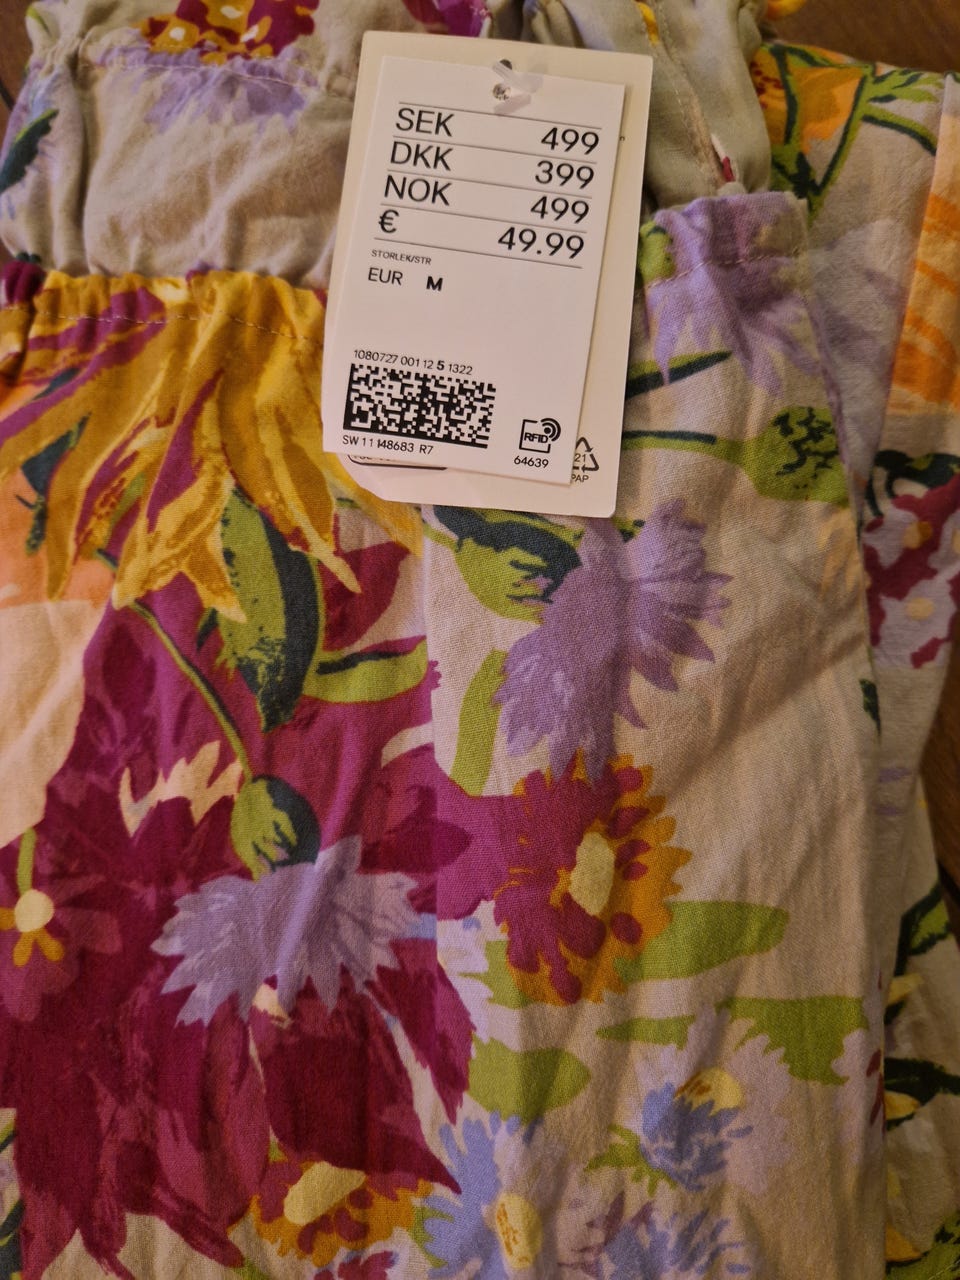 SEK 499
DKK 399
NOK 499
€ 49.99
STORLEK/STR
EUR M
1080727 001 12 5 1322
SW 11 148683 R7
RFID
64639
21
PAP